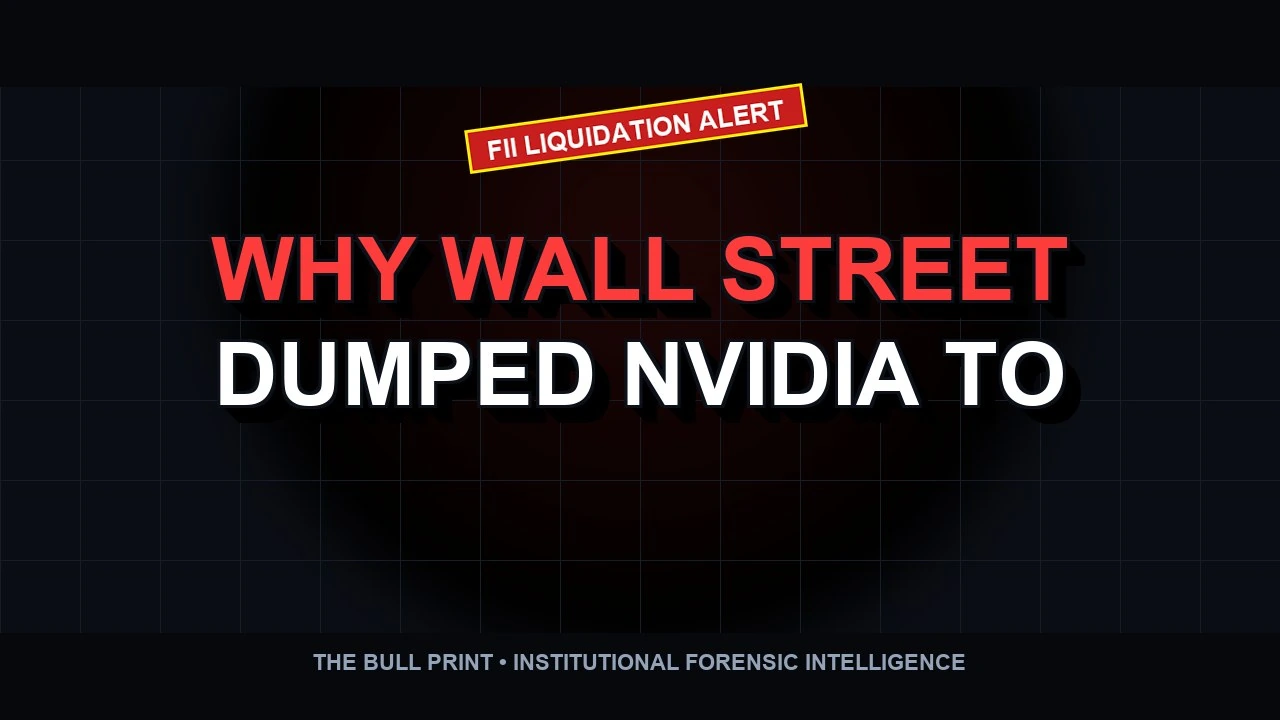 FII LIQUIDATION ALERT
WHY WALL STREET
DUMPED NVIDIA TO
THE BULL PRINT • INSTITUTIONAL FORENSIC INTELLIGENCE